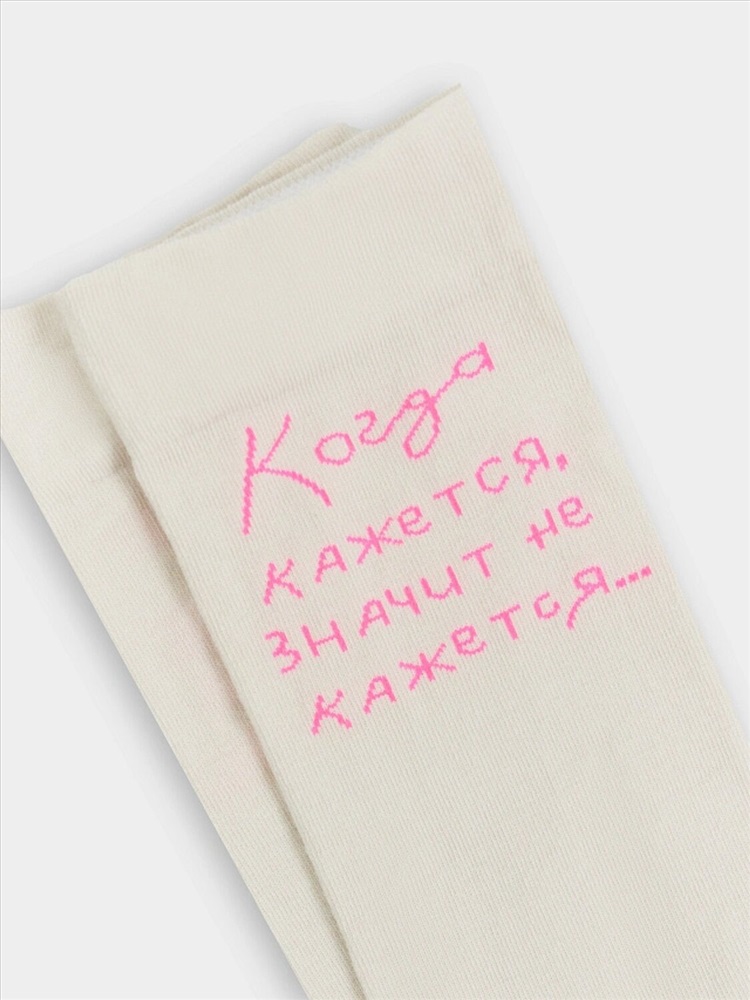 Когда
кажется,
значит не
кажется...